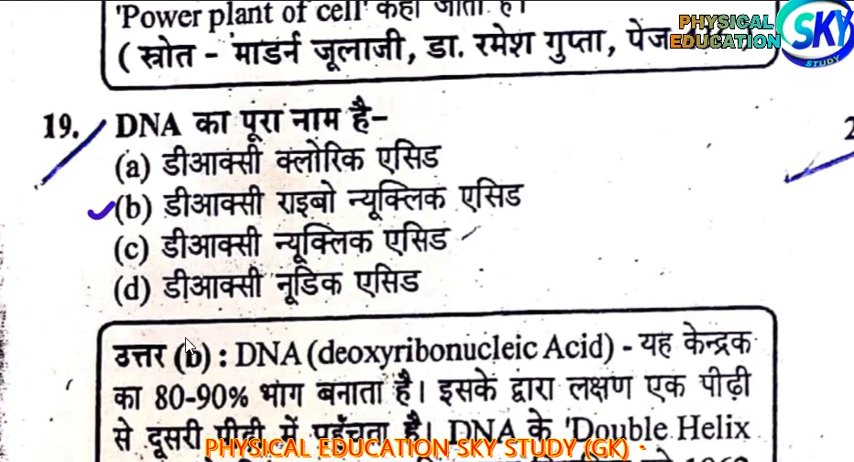 'Power plant of cell' कहा जाता है।
(स्रोत - माडर्न जूलाजी, डा. रमेश गुप्ता, पेज
PHYSICAL
EDUCATION
SKY
STUDY
19. DNA का पूरा नाम है–
(a) डीआक्सी क्लोरिक एसिड
(b) डीआक्सी राइबो न्यूक्लिक एसिड
(c) डीआक्सी न्यूक्लिक एसिड
(d) डीआक्सी नूडिक एसिड
उत्तर (b) : DNA (deoxyribonucleic Acid) - यह केन्द्रक
का 80-90% भाग बनाता है। इसके द्वारा लक्षण एक पीढ़ी
से दूसरी पीढ़ी में पहुँचता है। DNA के 'Double Helix
PHYSICAL EDUCATION SKY STUDY (GK)